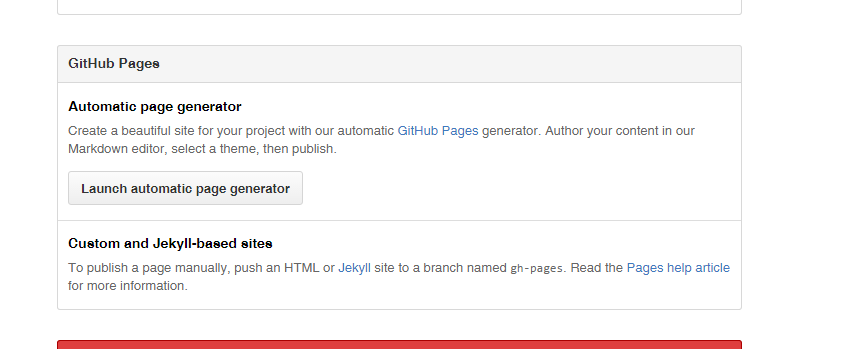 GitHub Pages
Automatic page generator
Create a beautiful site for your project with our automatic GitHub Pages generator. Author your content in our
Markdown editor, select a theme, then publish.
Launch automatic page generator
Custom and Jekyll-based sites
To publish a page manually, push an HTML or Jekyll site to a branch named gh-pages. Read the Pages help article
for more information.